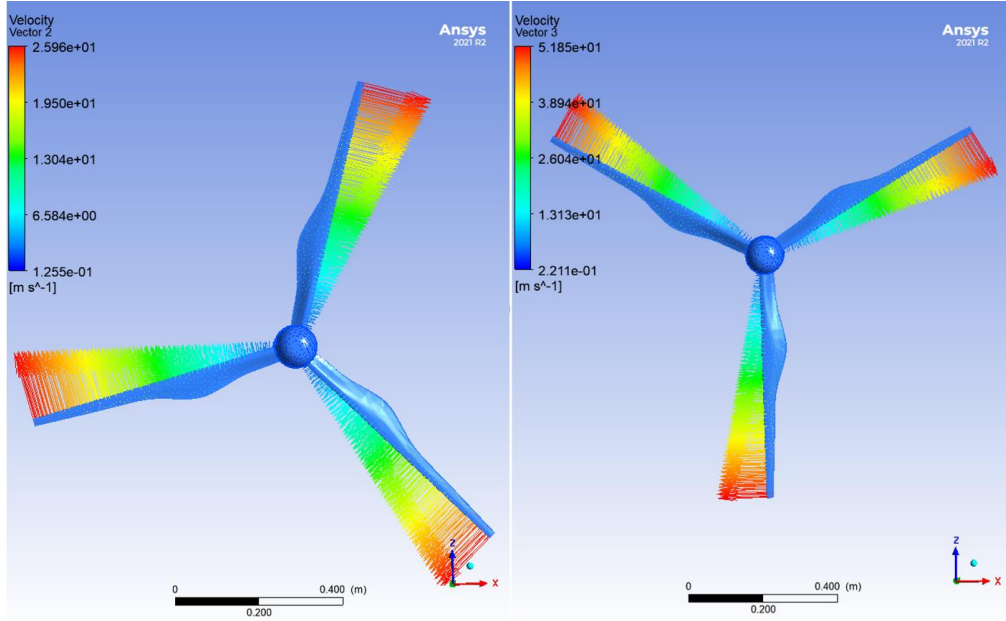 Velocity
Vector 2
2.596e+01
1.950e+01
1.304e+01
6.584e+00
1.255e-01
[m s^-1]
Ansys
2021 R2
Z
X
0
0.400 (m)
0.200
Velocity
Vector 3
5.185e+01
3.894e+01
2.604e+01
1.313e+01
2.211e-01
[m s^-1]
Ansys
2021 R2
Z
X
0
0.400 (m)
0.200